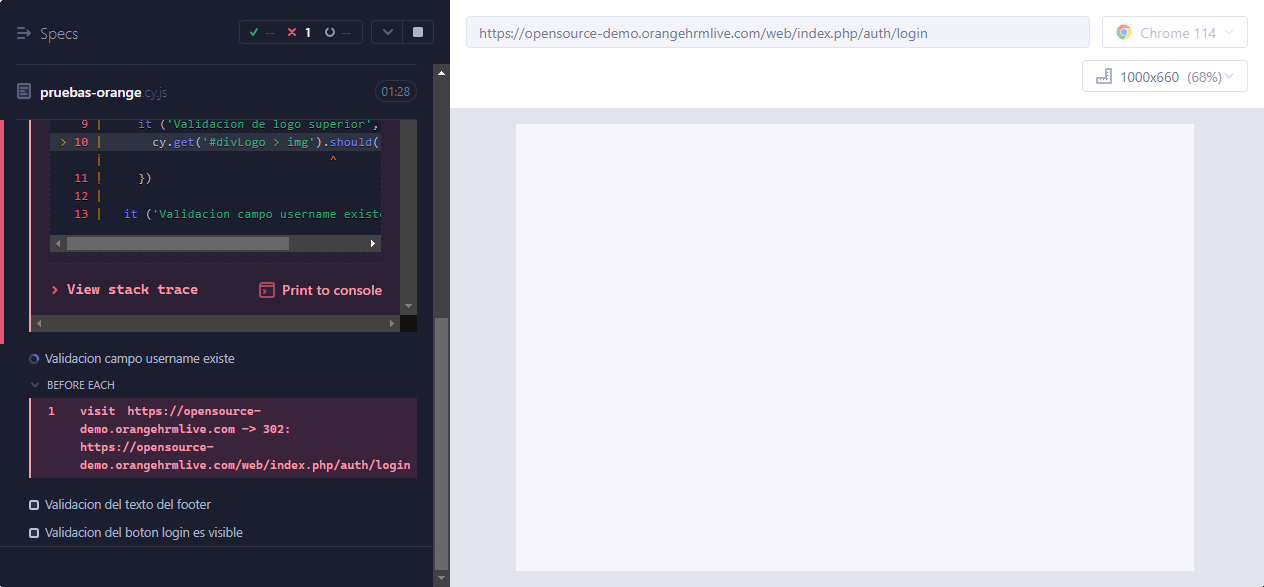 Specs
-- 1 --
https://opensource-demo.orangehrmlive.com/web/index.php/auth/login
Chrome 114
1000x660 (68%)
pruebas-orange.cy.js
01:28
9 | it ('Validacion de logo superior',
> 10 | cy.get('#divLogo > img').should(
| ^
11 | })
12 |
13 | it ('Validacion campo username existe
> View stack trace
Print to console
Validacion campo username existe
BEFORE EACH
1 visit https://opensource-
demo.orangehrmlive.com -> 302:
https://opensource-
demo.orangehrmlive.com/web/index.php/auth/login
Validacion del texto del footer
Validacion del boton login es visible